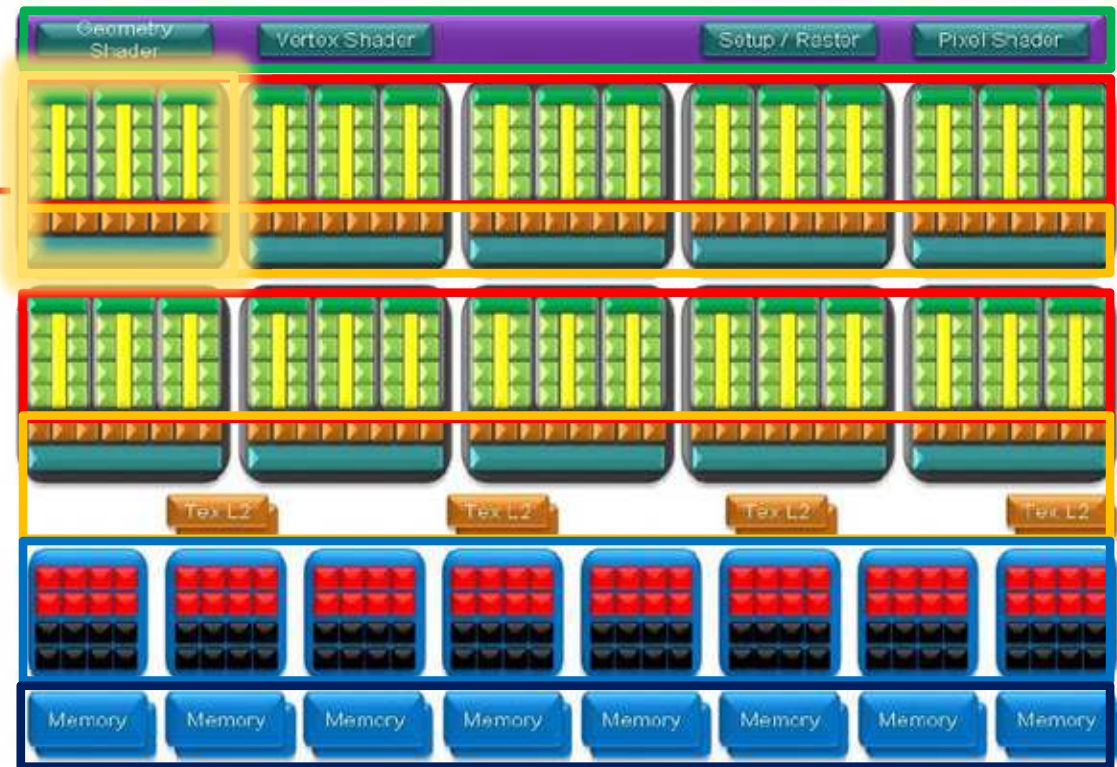 Geometry
Shader
Vertex Shader
Setup / Raster
Pixel Shader
Tex L2
Tex L2
Tex L2
Tex L2
Memory
Memory
Memory
Memory
Memory
Memory
Memory
Memory